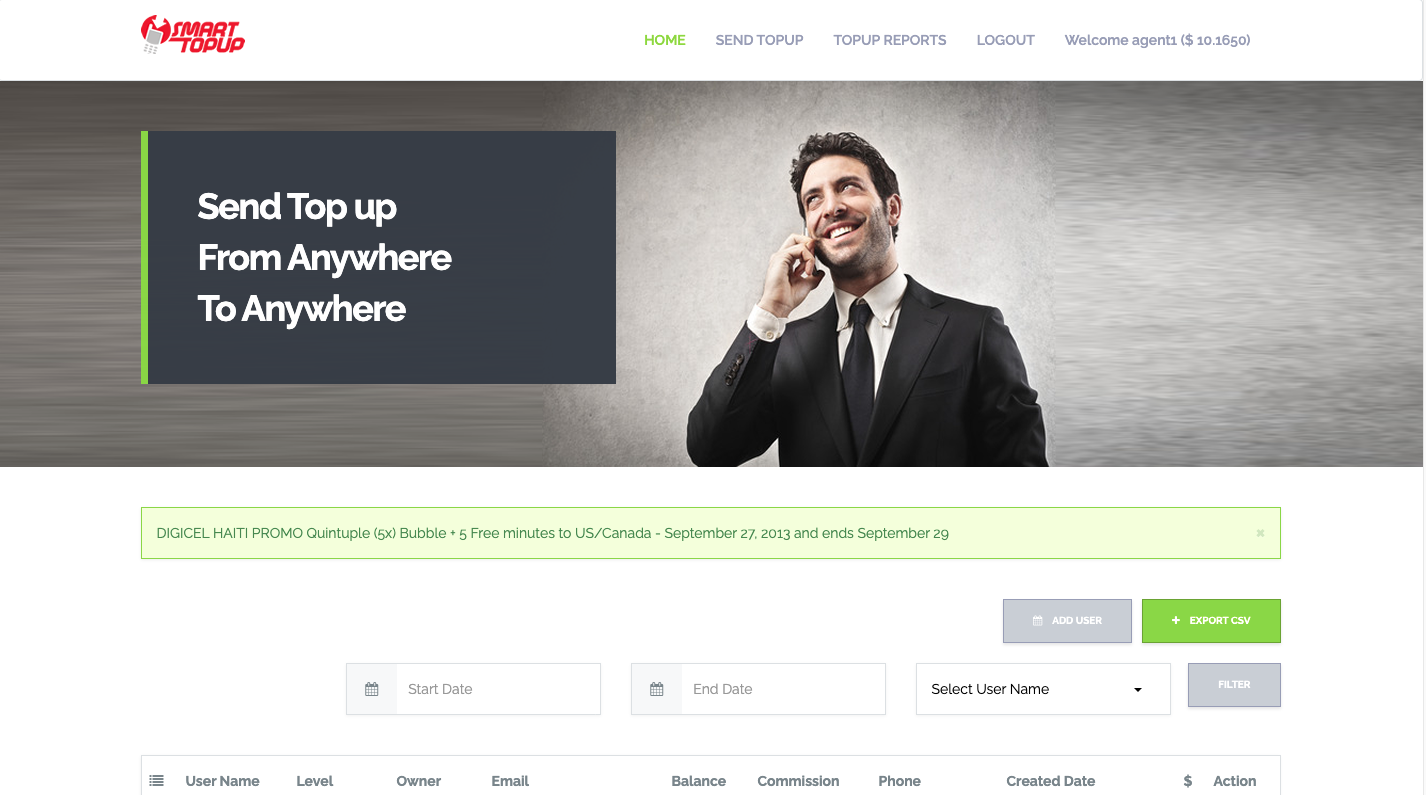 SMART
TOPUP
HOME SEND TOPUP TOPUP REPORTS LOGOUT Welcome agent1 ($ 10.1650)
Send Top up
From Anywhere
To Anywhere
DIGICEL HAITI PROMO Quintuple (5x) Bubble + 5 Free minutes to US/Canada - September 27, 2013 and ends September 29 ×
ADD USER + EXPORT CSV
Start Date End Date Select User Name FILTER
User Name Level Owner Email Balance Commission Phone Created Date $ Action